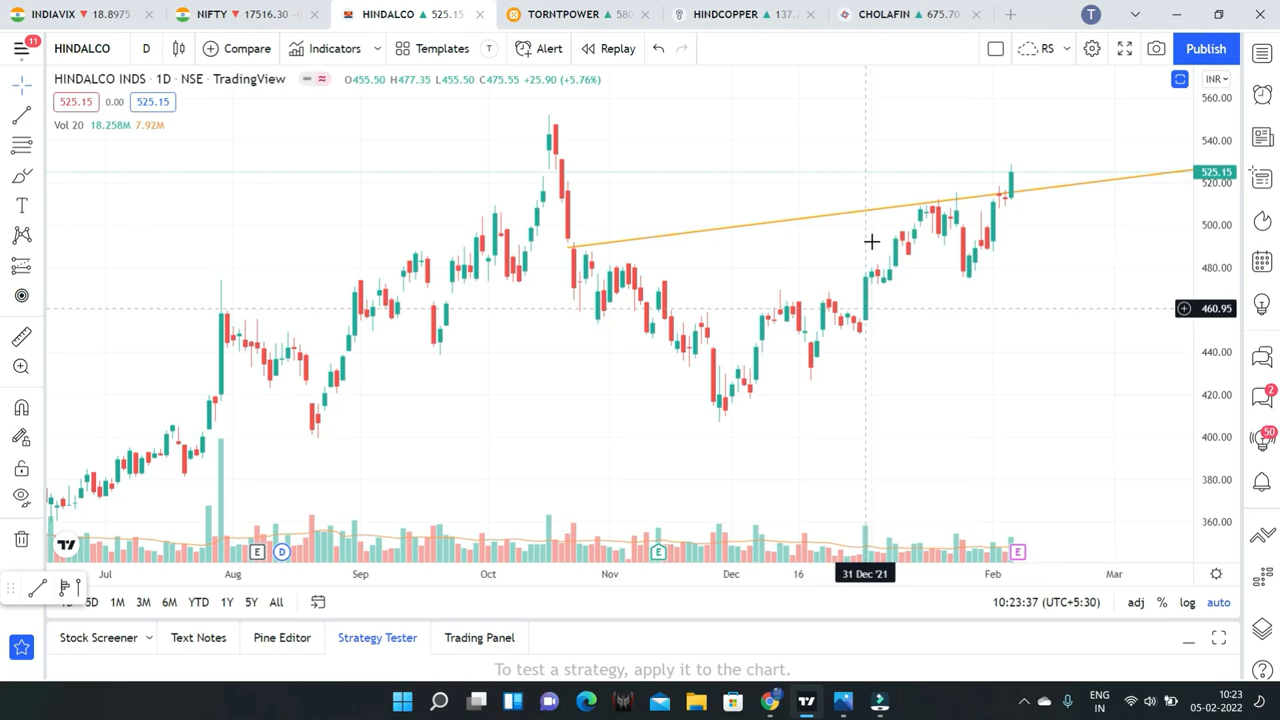 INDIAVIX ▼ 18.8975
NIFTY ▼ 17516.30
HINDALCO ▲ 525.15
TORNTPOWER ▲ 580
HINDCOPPER ▲ 137.
CHOLAFIN ▲ 675.70
T
11
HINDALCO
D
Compare
Indicators
Templates
T
Alert
Replay
RS
Publish
HINDALCO INDS · 1D · NSE · TradingView
O455.50 H477.35 L455.50 C475.55 +25.90 (+5.76%)
INR
525.15 0.00 525.15
Vol 20 18.258M 7.92M
560.00
540.00
525.15
520.00
500.00
480.00
460.95
440.00
420.00
400.00
380.00
360.00
2
50
E
D
E
E
Jul
Aug
Sep
Oct
Nov
Dec
16
31 Dec '21
Feb
Mar
5D 1M 3M 6M YTD 1Y 5Y All
10:23:37 (UTC+5:30)
adj % log auto
Stock Screener
Text Notes
Pine Editor
Strategy Tester
Trading Panel
To test a strategy, apply it to the chart.
ENG
IN
10:23
05-02-2022